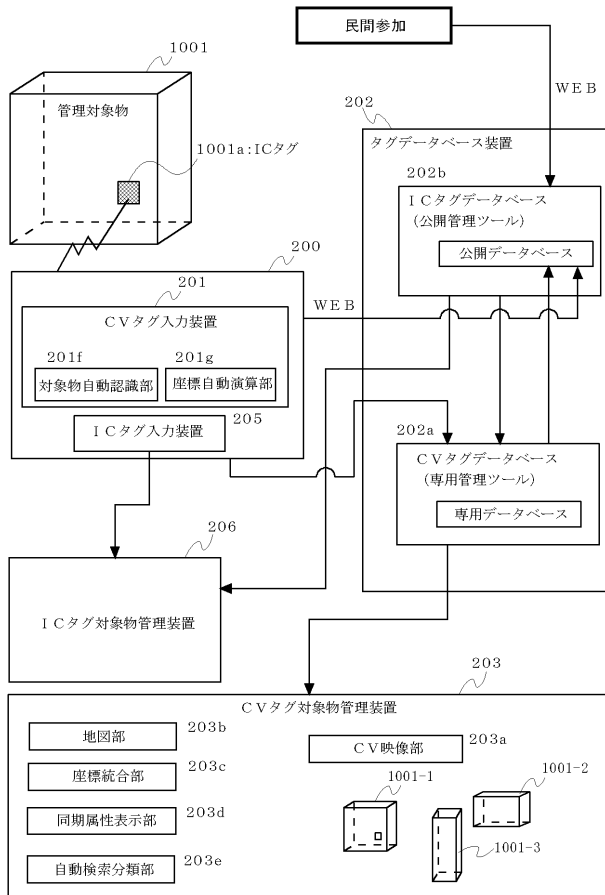 民間参加
1001
管理対象物
1001a:ICタグ
WEB
202
タグデータベース装置
202b
ＩＣタグデータベース
(公開管理ツール)
公開データベース
200
201
WEB
ＣＶタグ入力装置
201f
201g
対象物自動認識部
座標自動演算部
205
ＩＣタグ入力装置
202a
ＣＶタグデータベース
(専用管理ツール)
専用データベース
206
ＩＣタグ対象物管理装置
203
ＣＶタグ対象物管理装置
地図部
203b
ＣＶ映像部
203a
座標統合部
203c
1001-1
1001-2
同期属性表示部
203d
1001-3
自動検索分類部
203e